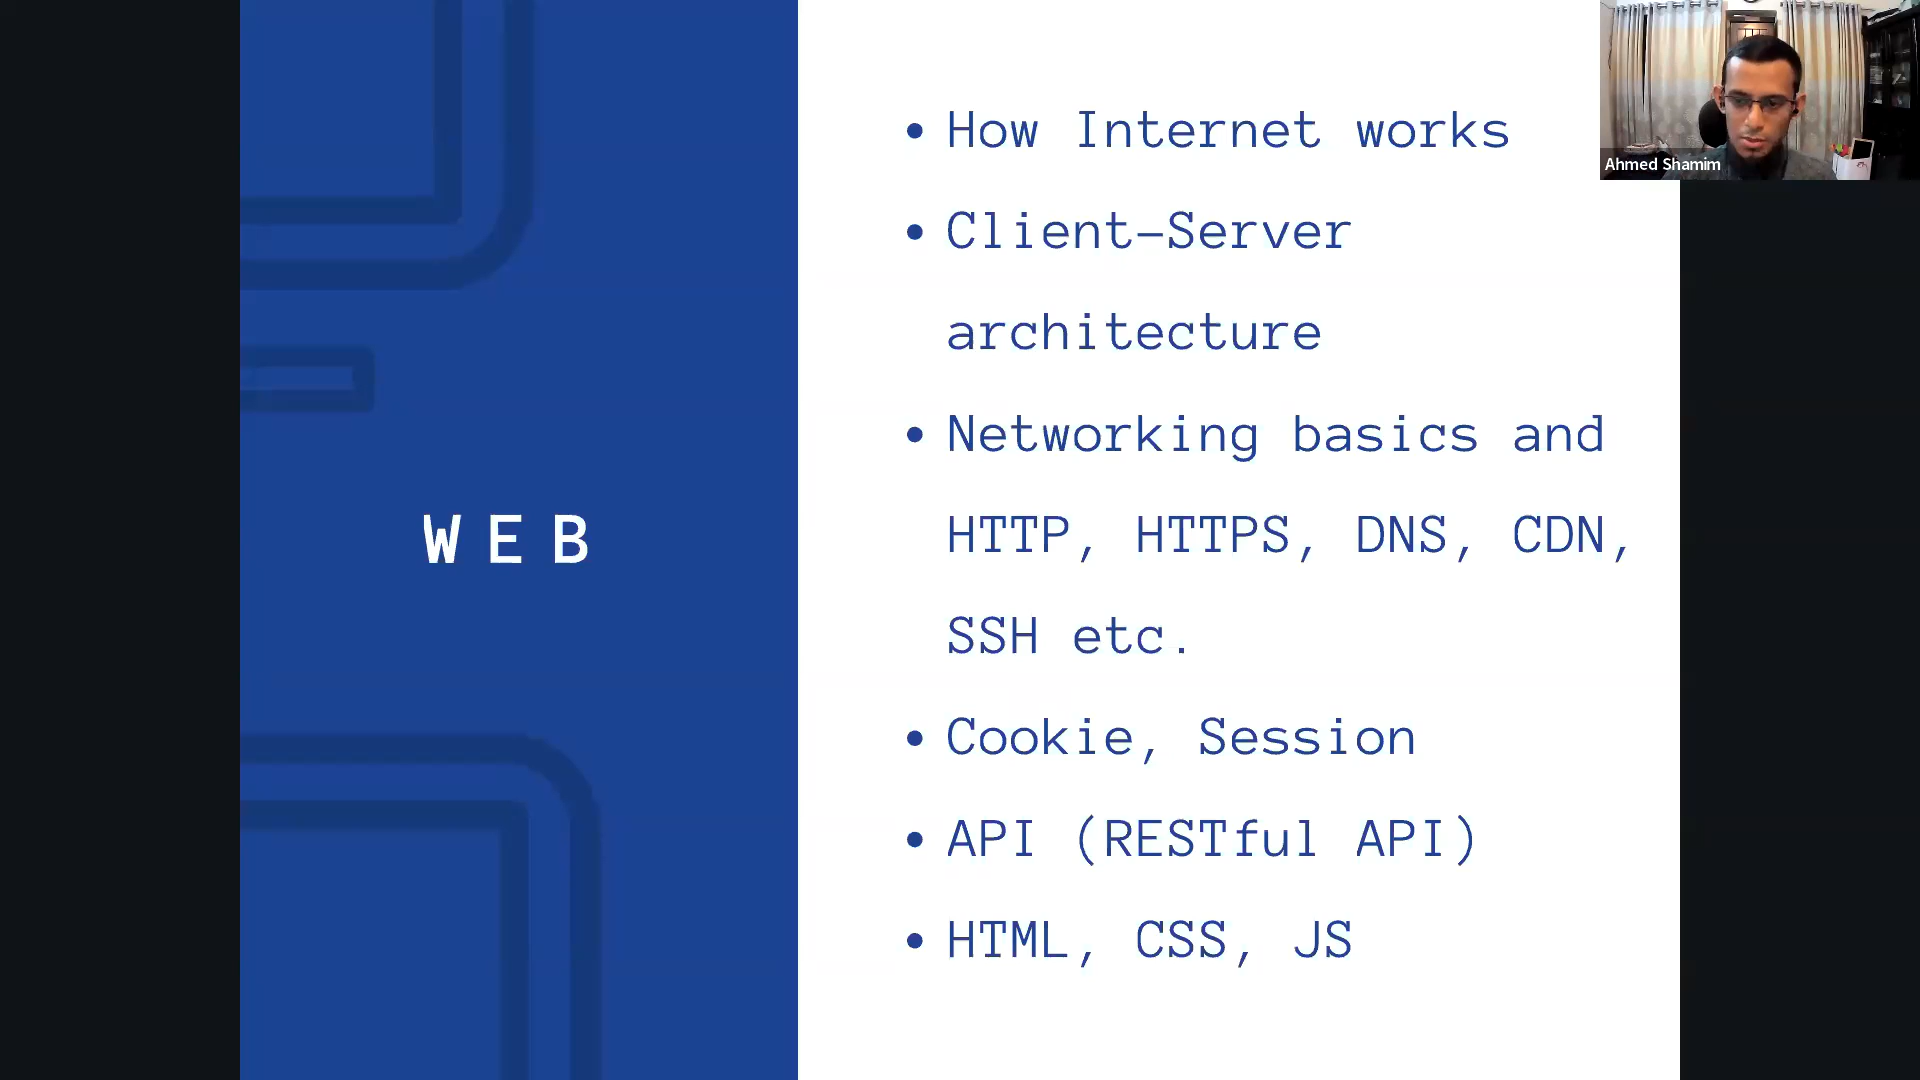 WEB
• How Internet works
• Client-Server
architecture
• Networking basics and
HTTP, HTTPS, DNS, CDN,
SSH etc.
• Cookie, Session
• API (RESTful API)
• HTML, CSS, JS
Ahmed Shamim